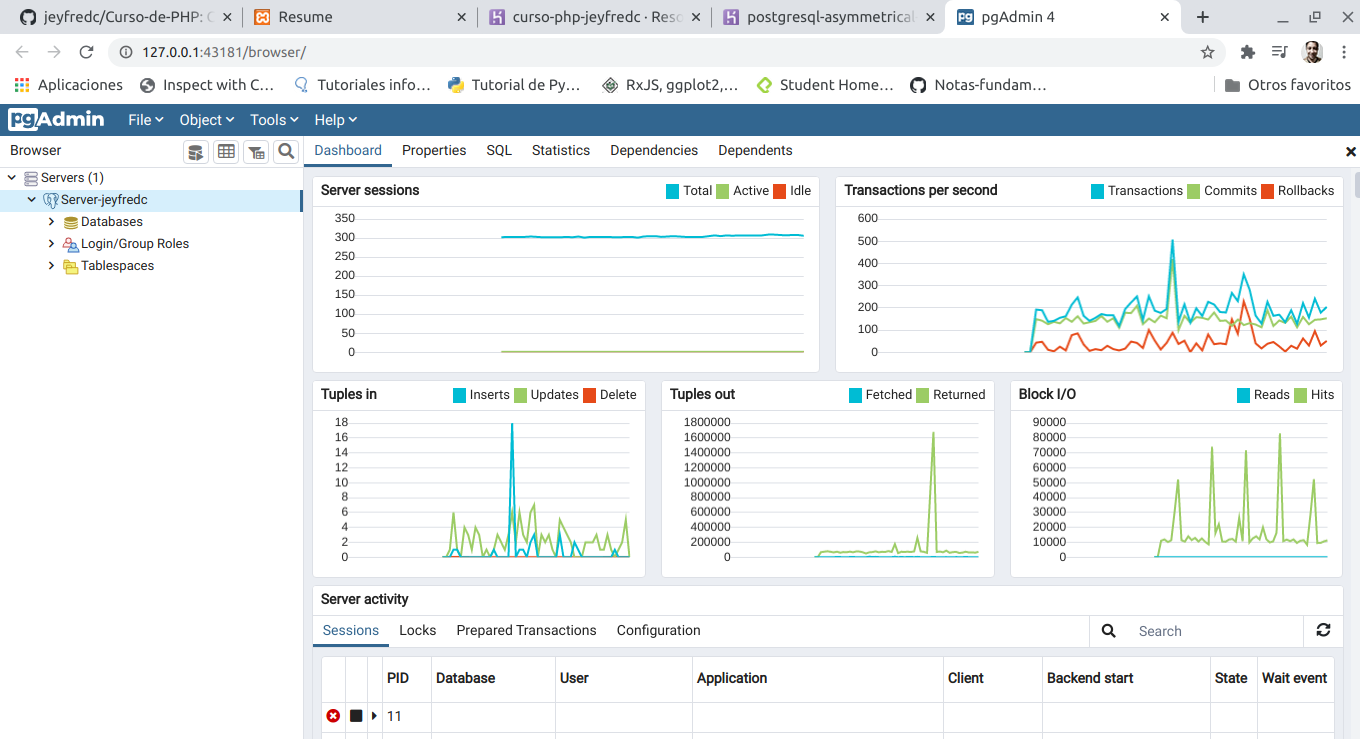 jeyfredc/Curso-de-PHP: C
Resume
curso-php-jeyfredc · Reso
postgresql-asymmetrical
pgAdmin 4
127.0.0.1:43181/browser/
Aplicaciones
Inspect with C...
Tutoriales info...
Tutorial de Py...
RxJS, ggplot2,...
Student Home...
Notas-fundam...
Otros favoritos
pgAdmin
File
Object
Tools
Help
Browser
Dashboard
Properties
SQL
Statistics
Dependencies
Dependents
Servers (1)
Server-jeyfredc
Databases
Login/Group Roles
Tablespaces
Server sessions
Total
Active
Idle
350
300
250
200
150
100
50
0
Transactions per second
Transactions
Commits
Rollbacks
600
500
400
300
200
100
0
Tuples in
Inserts
Updates
Delete
18
16
14
12
10
8
6
4
2
0
Tuples out
Fetched
Returned
1800000
1600000
1400000
1200000
1000000
800000
600000
400000
200000
0
Block I/O
Reads
Hits
90000
80000
70000
60000
50000
40000
30000
20000
10000
0
Server activity
Sessions
Locks
Prepared Transactions
Configuration
Search
PID
Database
User
Application
Client
Backend start
State
Wait event
11